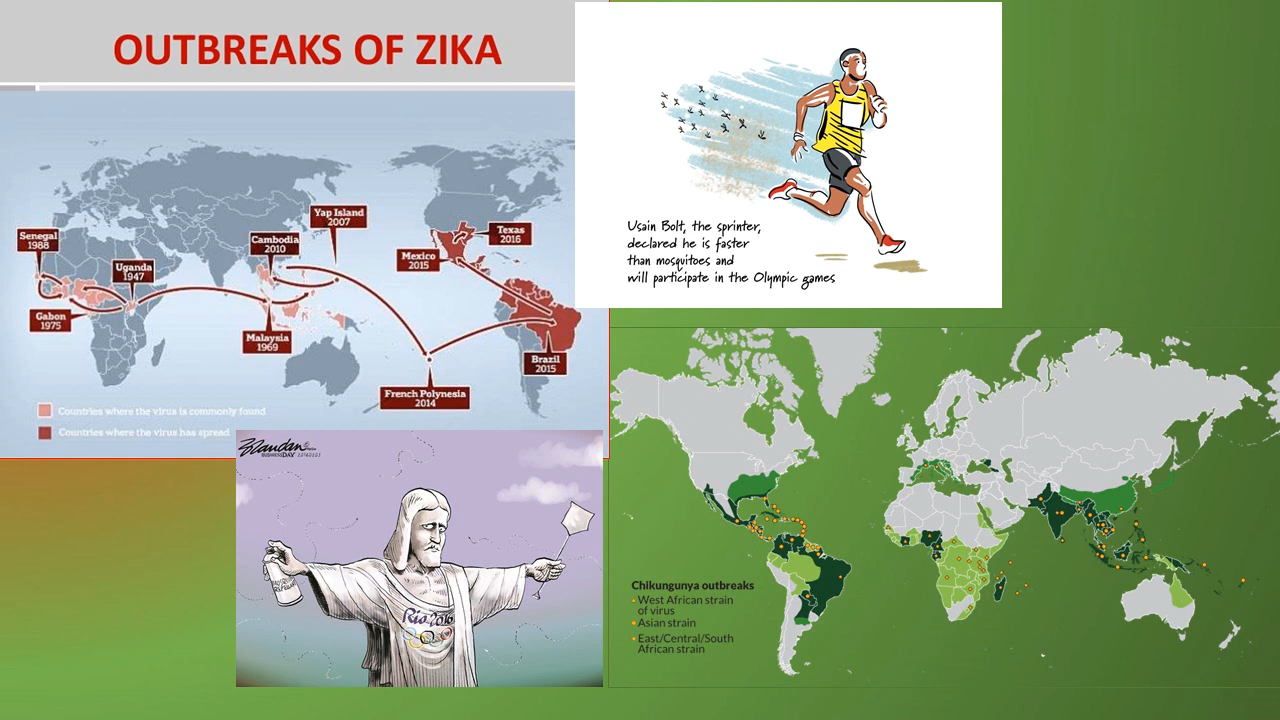 OUTBREAKS OF ZIKA
Yap Island
2007
Senegal
1988
Cambodia
2010
Texas
2016
Uganda
1947
Mexico
2015
Gabon
1975
Malaysia
1969
Brazil
2015
French Polynesia
2014
Countries where the virus is commonly found
Countries where the virus has spread
Usain Bolt, the sprinter,
declared he is faster
than mosquitoes and
will participate in the Olympic games
BUSINESS DAY
Rio 2016
Chikungunya outbreaks
West African strain
of virus
Asian strain
East/Central/South
African strain